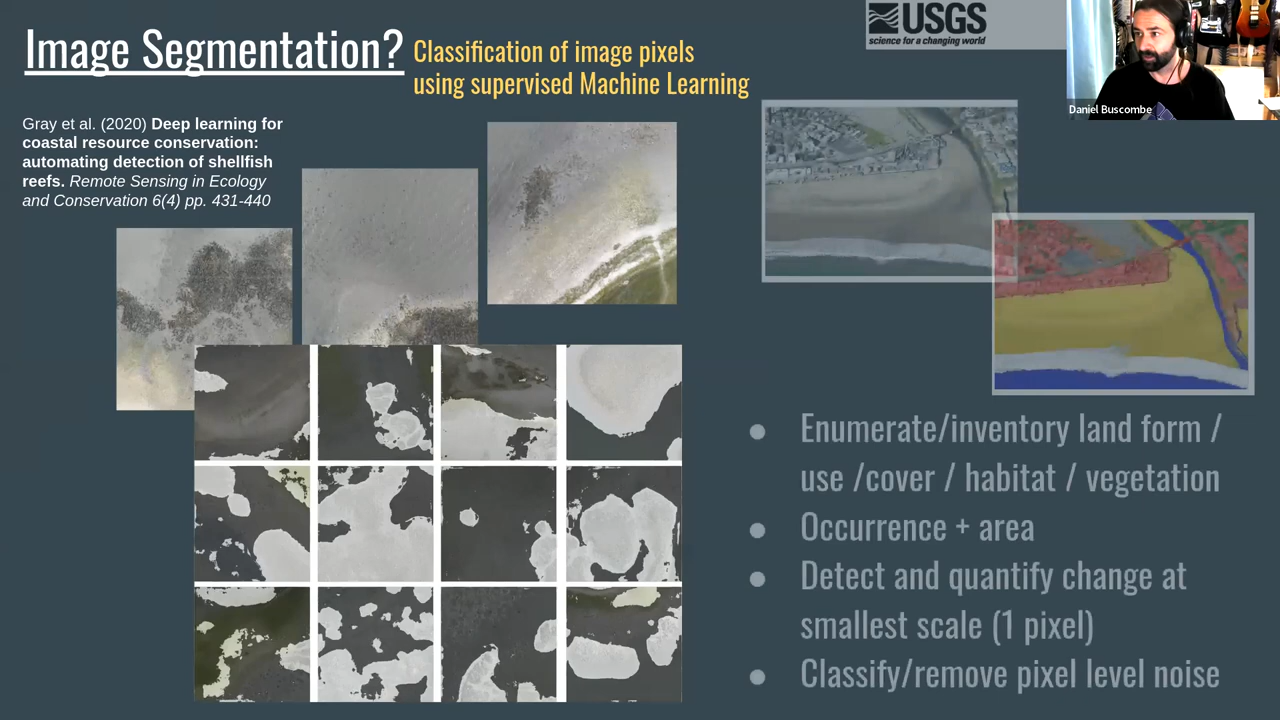 Image Segmentation?
Classification of image pixels
using supervised Machine Learning
USGS
science for a changing world
Daniel Buscombe
Gray et al. (2020) Deep learning for
coastal resource conservation:
automating detection of shellfish
reefs. Remote Sensing in Ecology
and Conservation 6(4) pp. 431-440
● Enumerate/inventory land form /
use /cover / habitat / vegetation
● Occurrence + area
● Detect and quantify change at
smallest scale (1 pixel)
● Classify/remove pixel level noise